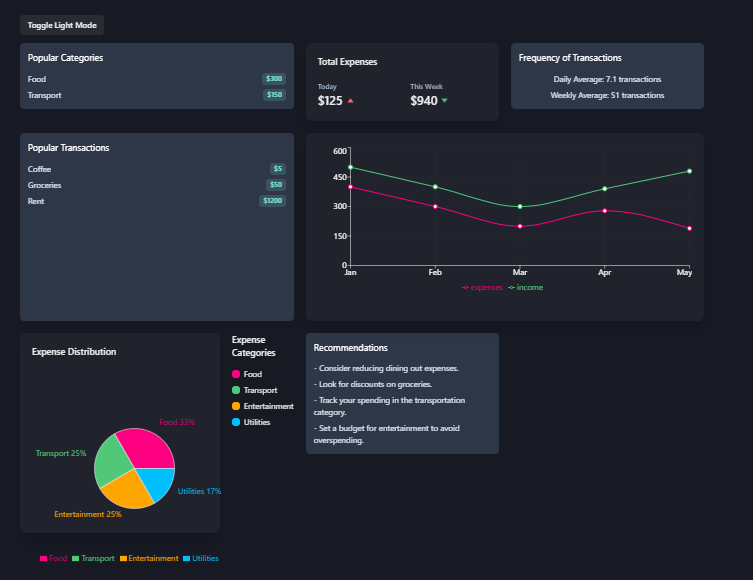 Toggle Light Mode
Popular Categories
Food $300
Transport $150
Total Expenses
Today This Week
$125 $940
Frequency of Transactions
Daily Average: 7.1 transactions
Weekly Average: 51 transactions
Popular Transactions
Coffee $5
Groceries $50
Rent $1200
600
450
300
150
0
Jan Feb Mar Apr May
expenses income
Expense Distribution
Food 33%
Transport 25%
Utilities 17%
Entertainment 25%
Food Transport Entertainment Utilities
Expense
Categories
Food
Transport
Entertainment
Utilities
Recommendations
- Consider reducing dining out expenses.
- Look for discounts on groceries.
- Track your spending in the transportation
category.
- Set a budget for entertainment to avoid
overspending.